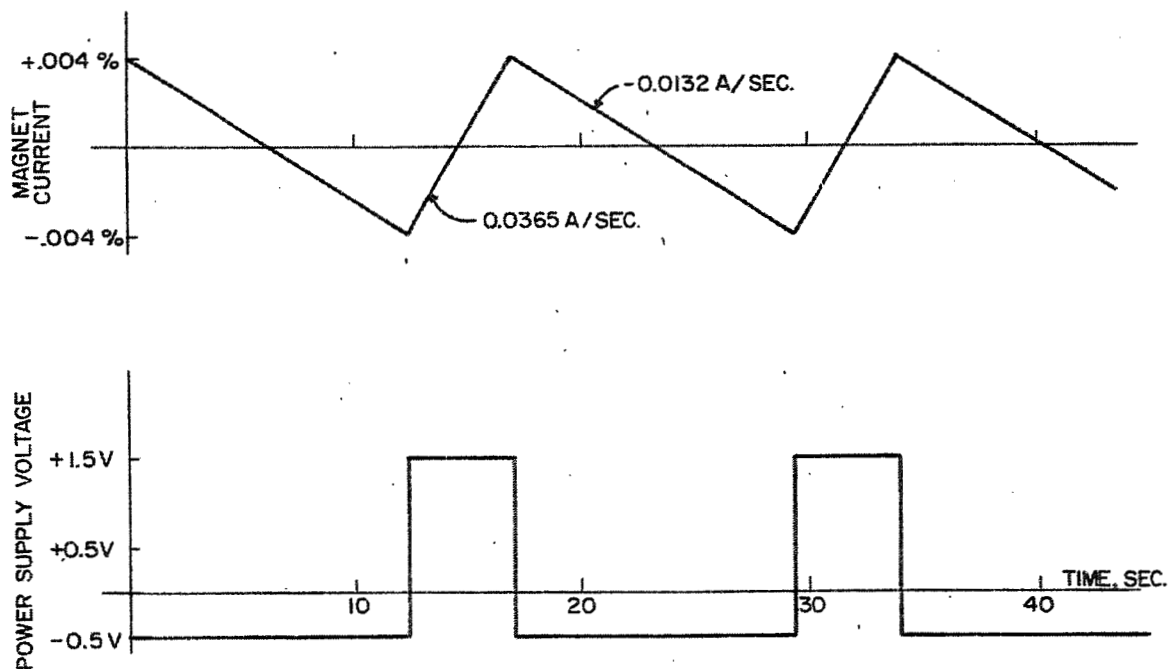 +.004 %
MAGNET
CURRENT
-.004 %
-0.0132 A/SEC.
0.0365 A/SEC.
POWER SUPPLY VOLTAGE
+1.5V
+0.5V
-0.5V
10
20
30
40
TIME, SEC.